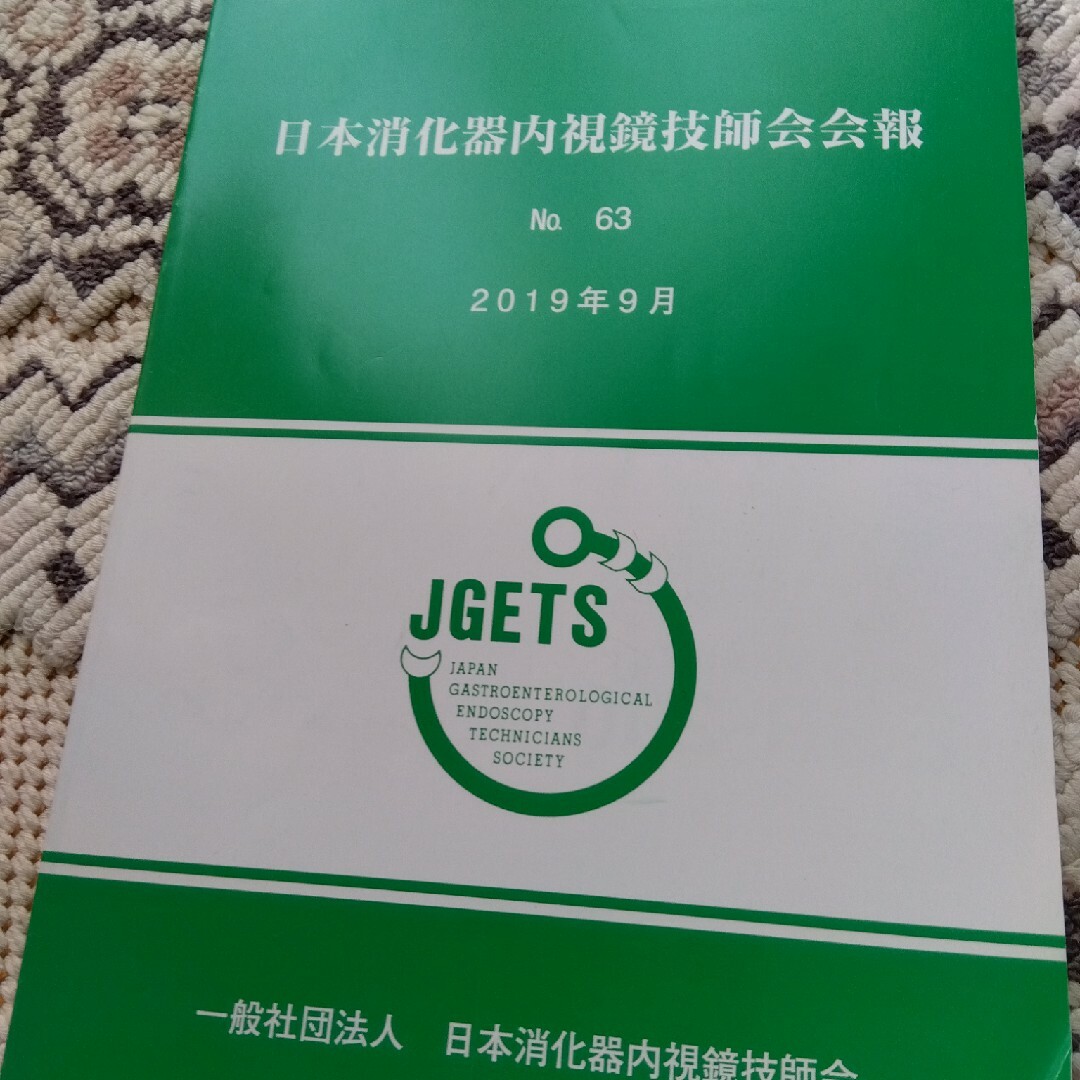 日本消化器内視鏡技師会会報
No. 63
2019年9月
JGETS
JAPAN
GASTROENTEROLOGICAL
ENDOSCOPY
TECHNICIANS
SOCIETY
一般社団法人 日本消化器内視鏡技師会